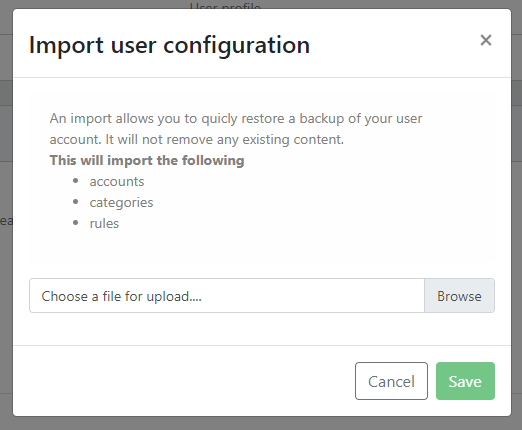 User profile
Import user configuration
×
An import allows you to quicly restore a backup of your user
account. It will not remove any existing content.
This will import the following
• accounts
• categories
• rules
Choose a file for upload....
Browse
Cancel
Save